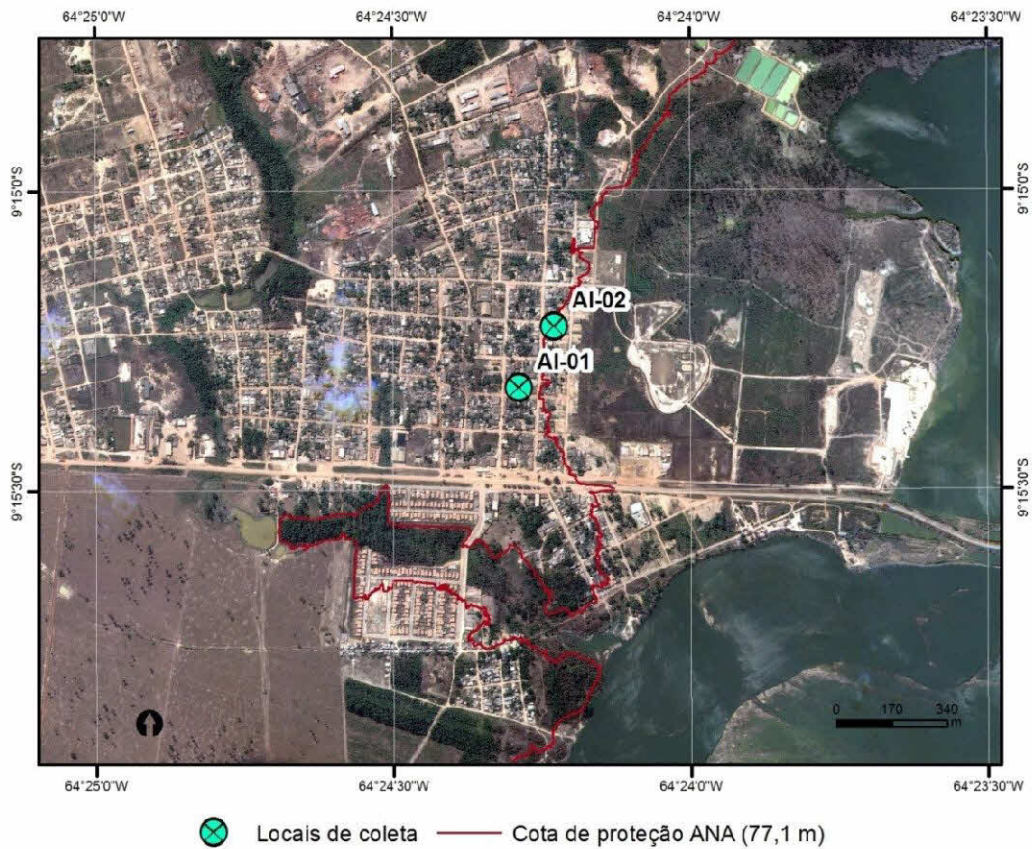 64°25'0"W 64°24'30"W 64°24'0"W 64°23'30"W
9°15'0"S 9°15'0"S
AI-02
AI-01
9°15'30"S 9°15'30"S
0 170 340
m
64°25'0"W 64°24'30"W 64°24'0"W 64°23'30"W
Locais de coleta Cota de proteção ANA (77,1 m)